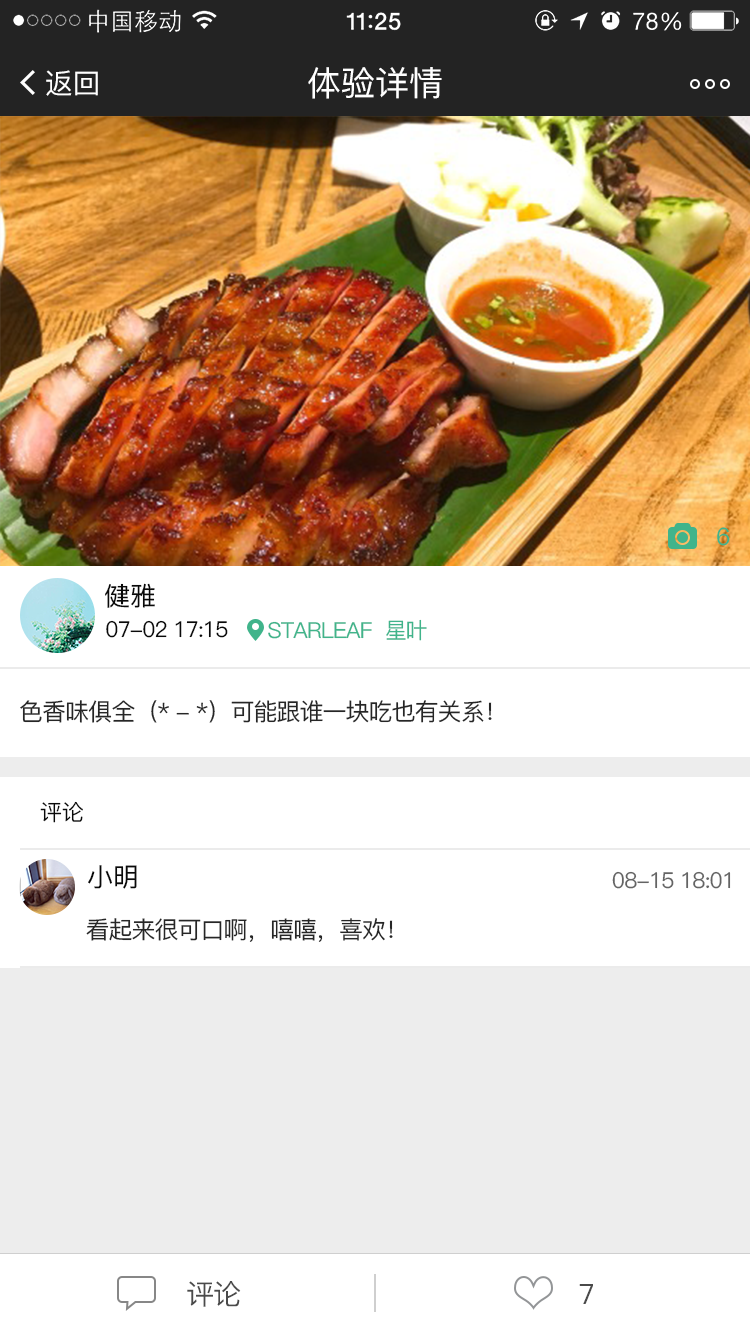 中国移动 11:25 78%
返回 体验详情
6
健雅
07–02 17:15 STARLEAF 星叶
色香味俱全（* – *）可能跟谁一块吃也有关系！
评论
小明 08–15 18:01
看起来很可口啊，嘻嘻，喜欢！
评论 7